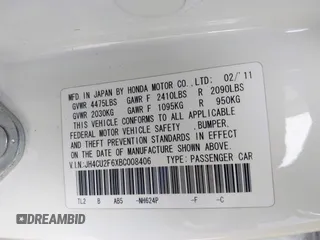 MFD IN JAPAN BY HONDA MOTOR CO.,LTD: 02/'11
GVWR 4475LBS GAWR F 2410LBS R 2090LBS
GVWR 2030KG GAWR F 1095KG R 950KG
THIS VEHICLE CONFORMS TO ALL APPLICABLE
FEDERAL MOTOR VEHICLE SAFETY ,BUMPER,
AND THEFT PREVENTION STANDARDS IN EFFECT
ON THE DATE OF MANUFACTURE SHOWN ABOVE.
V.I.N:JH4CU2F6XBC008406 TYPE: PASSENGER CAR
TL2 B AB5 -NH624P -F -C
DREAMBID